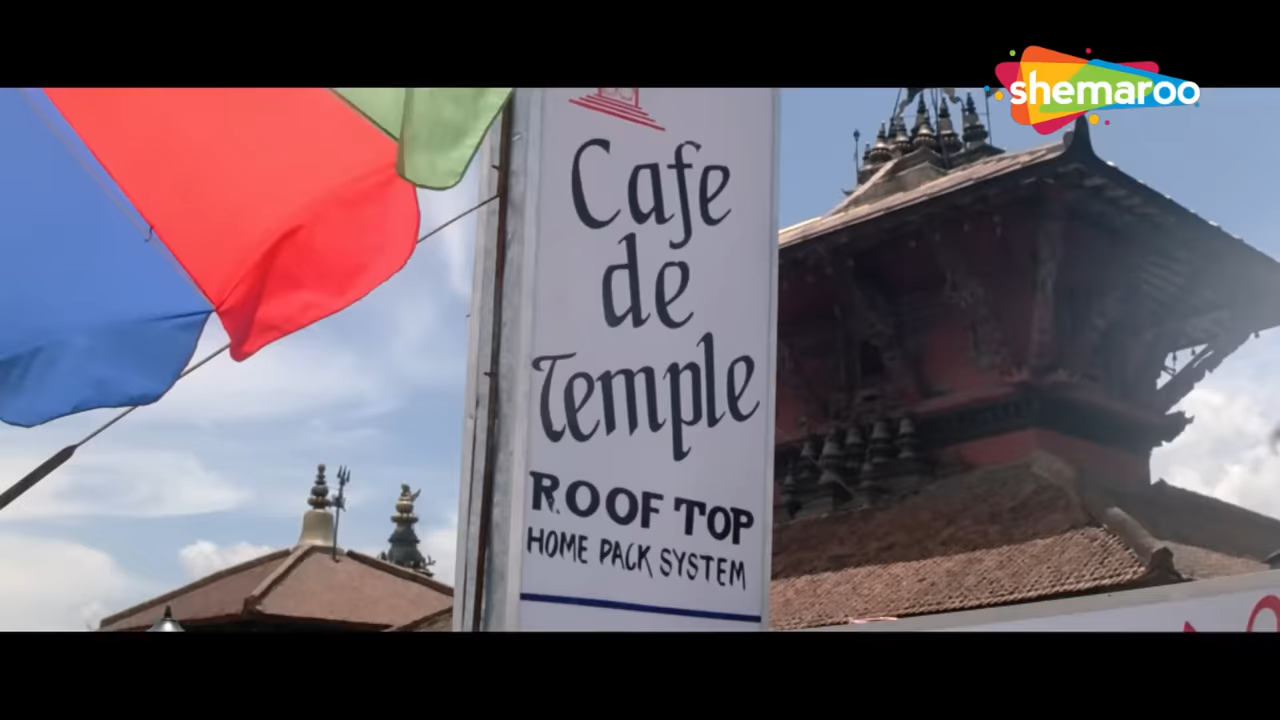 shemaroo
Cafe
de
Temple
ROOF TOP
HOME PACK SYSTEM